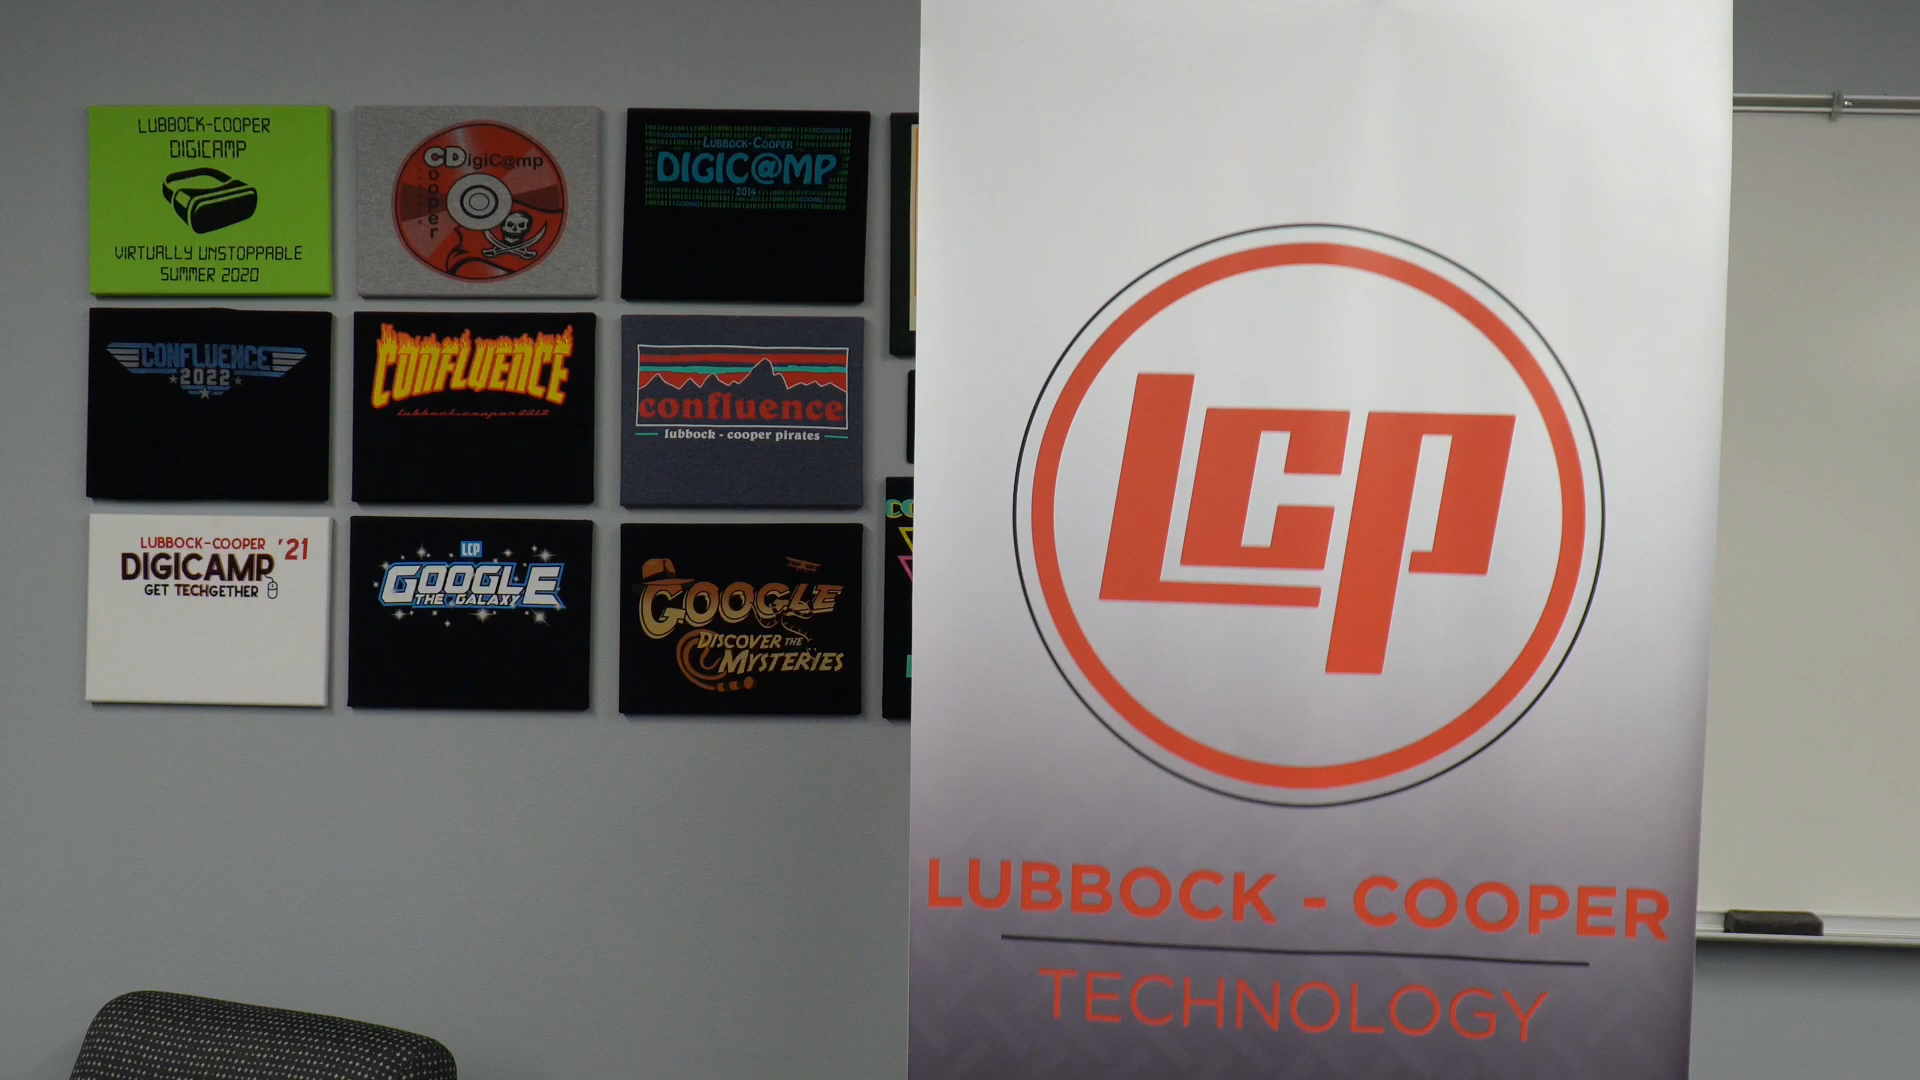 LUBBOCK-COOPER
DIGICAMP
VIRTUALLY UNSTOPPABLE
SUMMER 2020
CDigiC@mp
Cooper
LUBBOCK-COOPER
DIGIC@MP
2014
CONFLUENCE
2022
CONFLUENCE
confluence
lubbock - cooper pirates
LUBBOCK-COOPER '21
DIGICAMP
GET TECHGETHER
LCP
GOOGLE
THE GALAXY
GOOGLE
DISCOVER THE
MYSTERIES
LCP
LUBBOCK - COOPER
TECHNOLOGY